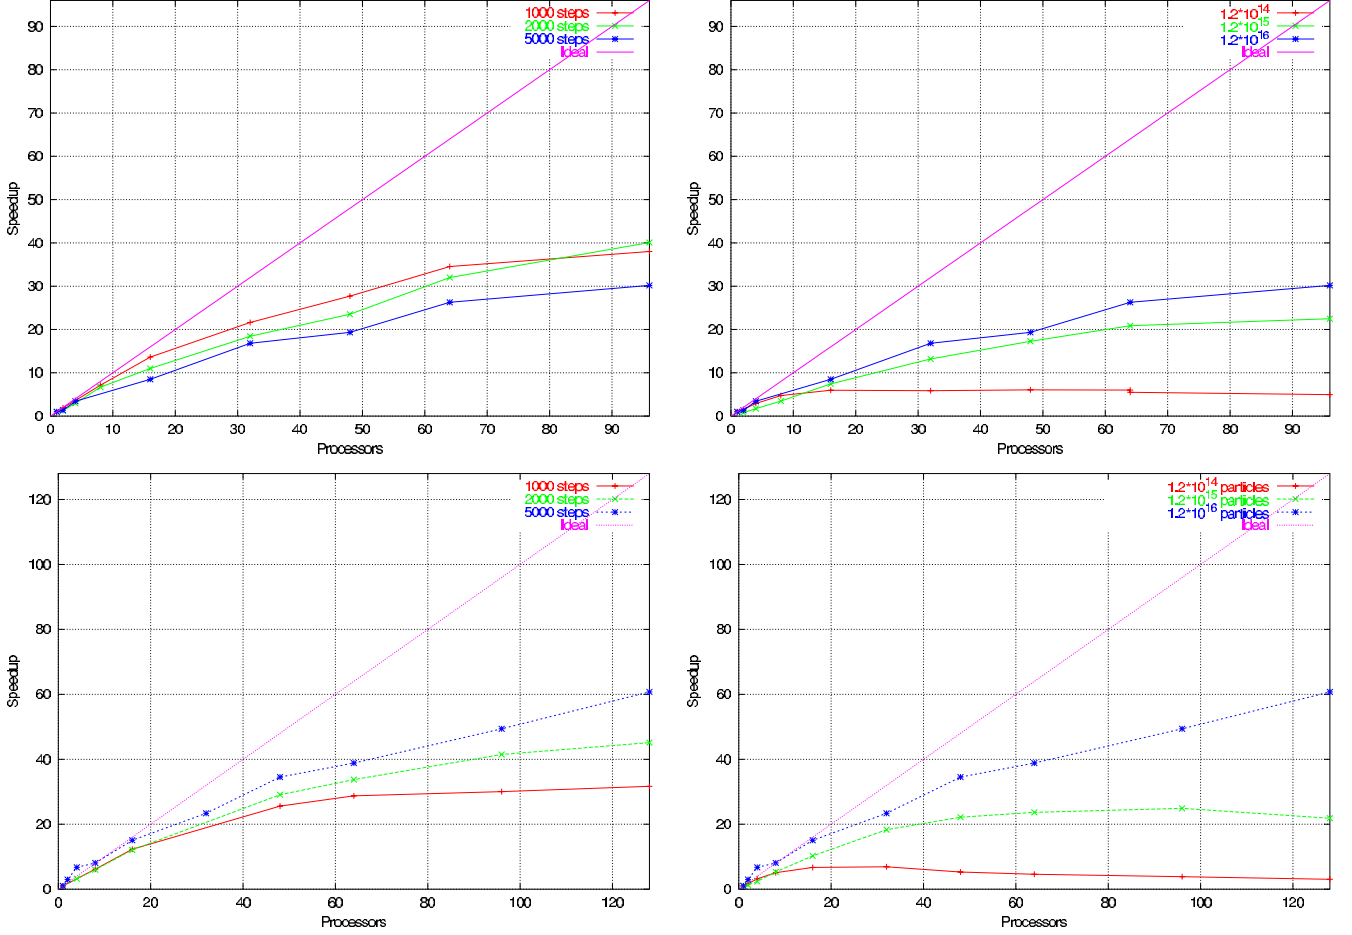 1000 steps
2000 steps
5000 steps
Ideal
90
80
70
60
50
40
30
20
10
0
Speedup
0 10 20 30 40 50 60 70 80 90
Processors
1.2*10^14
1.2*10^15
1.2*10^16
Ideal
90
80
70
60
50
40
30
20
10
0
Speedup
0 10 20 30 40 50 60 70 80 90
Processors
1000 steps
2000 steps
5000 steps
Ideal
120
100
80
60
40
20
0
Speedup
0 20 40 60 80 100 120
Processors
1.2*10^14 particles
1.2*10^15 particles
1.2*10^16 particles
Ideal
120
100
80
60
40
20
0
Speedup
0 20 40 60 80 100 120
Processors